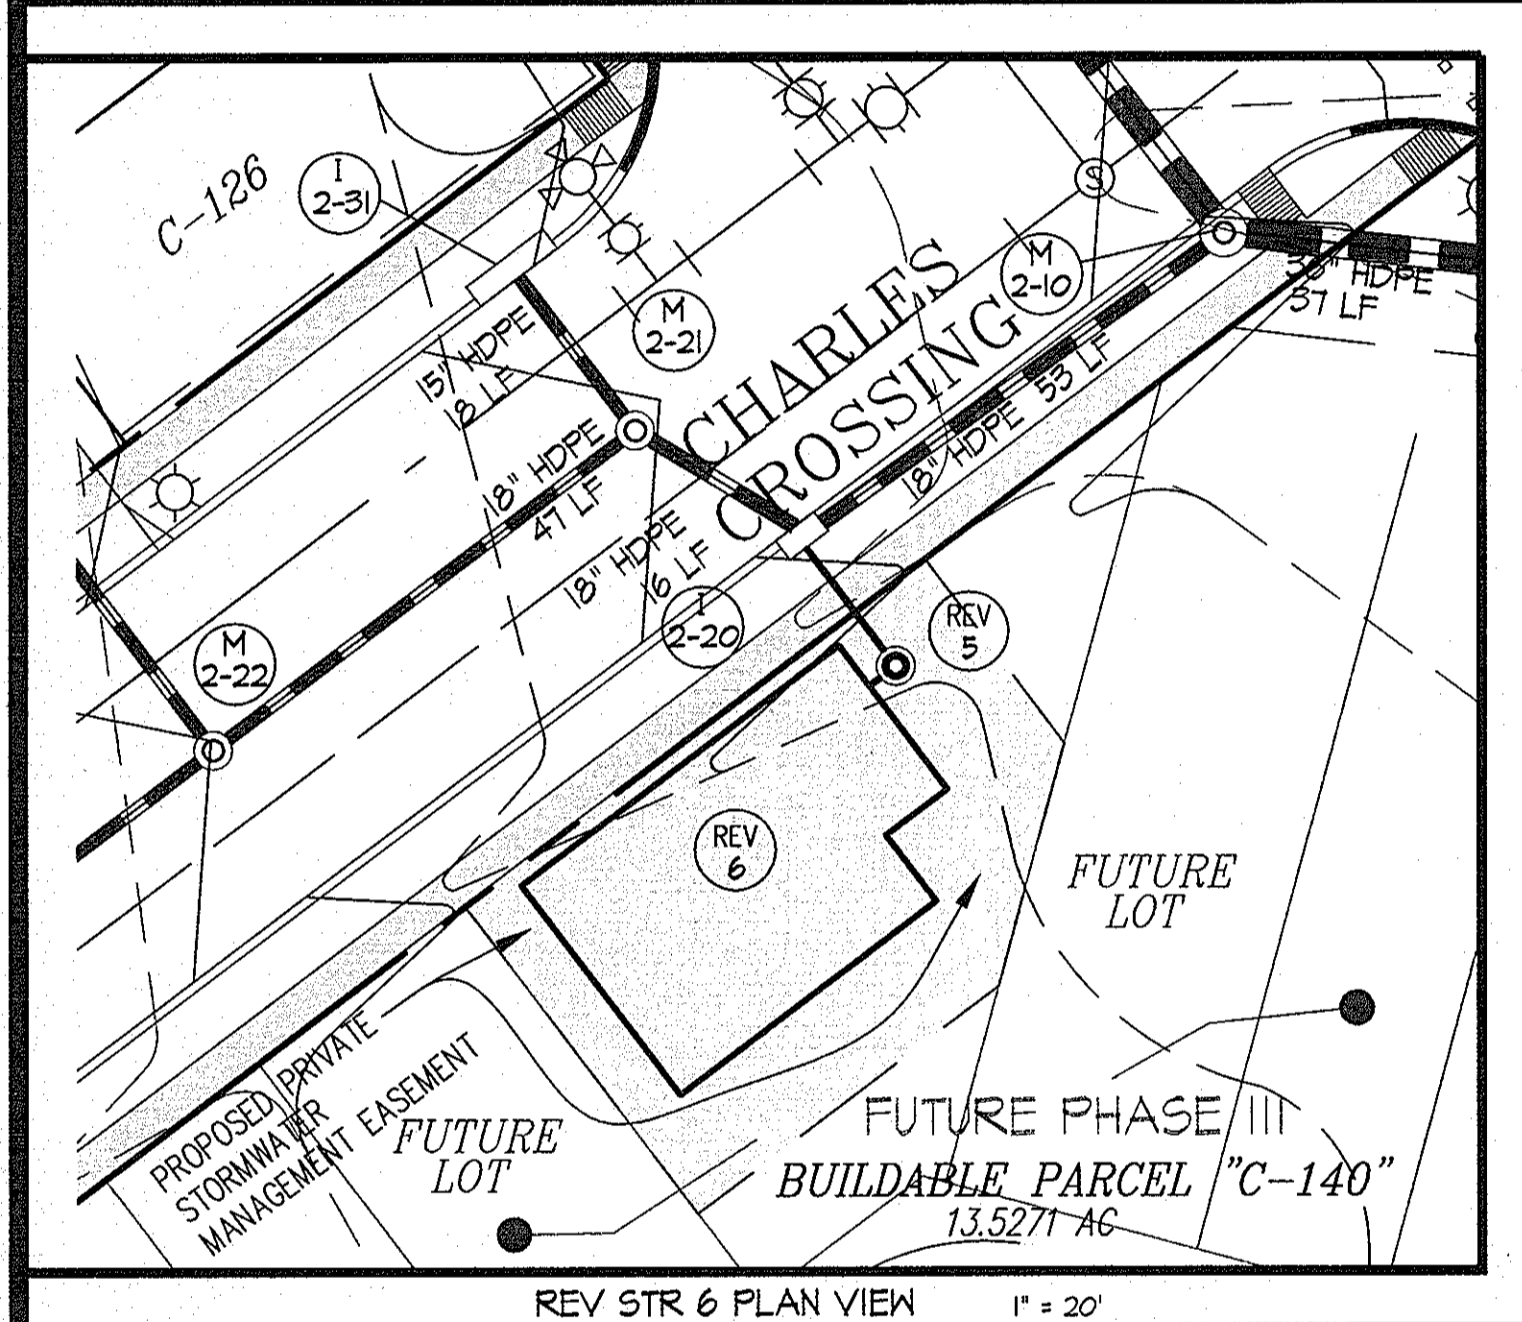 C-126
I
2-31
M
2-21
M
2-10
S
CHARLES
CROSSING
HDPE
37 LF
15" HDPE
18 LF
18" HDPE 53 LF
18" HDPE
47 LF
18" HDPE
16 LF
I
2-20
REV
5
M
2-22
REV
6
FUTURE
LOT
PROPOSED PRIVATE
STORMWATER
MANAGEMENT EASEMENT
FUTURE
LOT
FUTURE PHASE III
BUILDABLE PARCEL "C-140"
13.5271 AC
REV STR 6 PLAN VIEW 1" = 20'